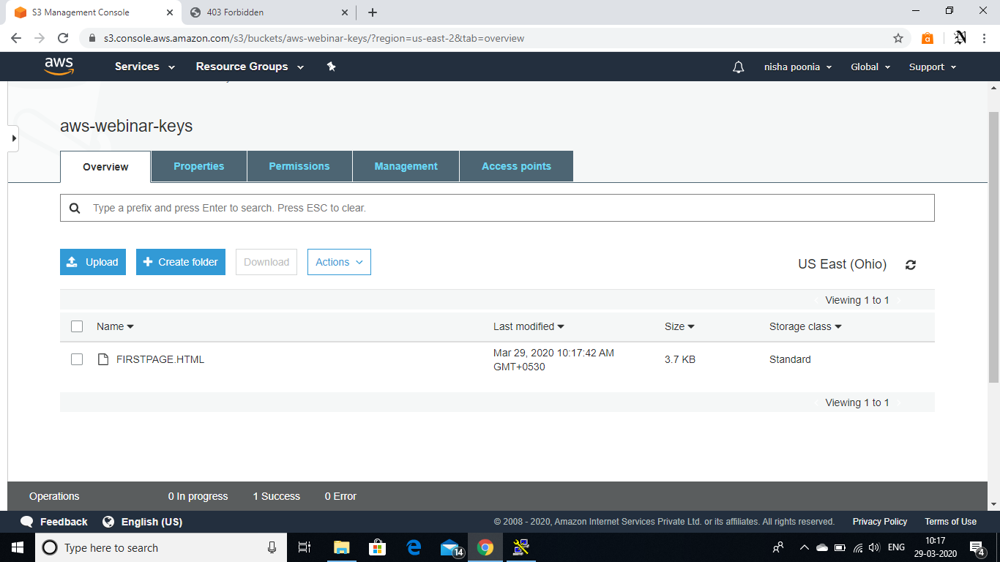 S3 Management Console
403 Forbidden
s3.console.aws.amazon.com/s3/buckets/aws-webinar-keys/?region=us-east-2&tab=overview
aws Services Resource Groups nisha poonia Global Support
aws-webinar-keys
Overview Properties Permissions Management Access points
Type a prefix and press Enter to search. Press ESC to clear.
Upload Create folder Download Actions US East (Ohio)
Viewing 1 to 1
Name Last modified Size Storage class
FIRSTPAGE.HTML Mar 29, 2020 10:17:42 AM 3.7 KB Standard
GMT+0530
Viewing 1 to 1
Operations 0 In progress 1 Success 0 Error
Feedback English (US) © 2008 - 2020, Amazon Internet Services Private Ltd. or its affiliates. All rights reserved. Privacy Policy Terms of Use
Type here to search 14 ENG 10:17
29-03-2020 4